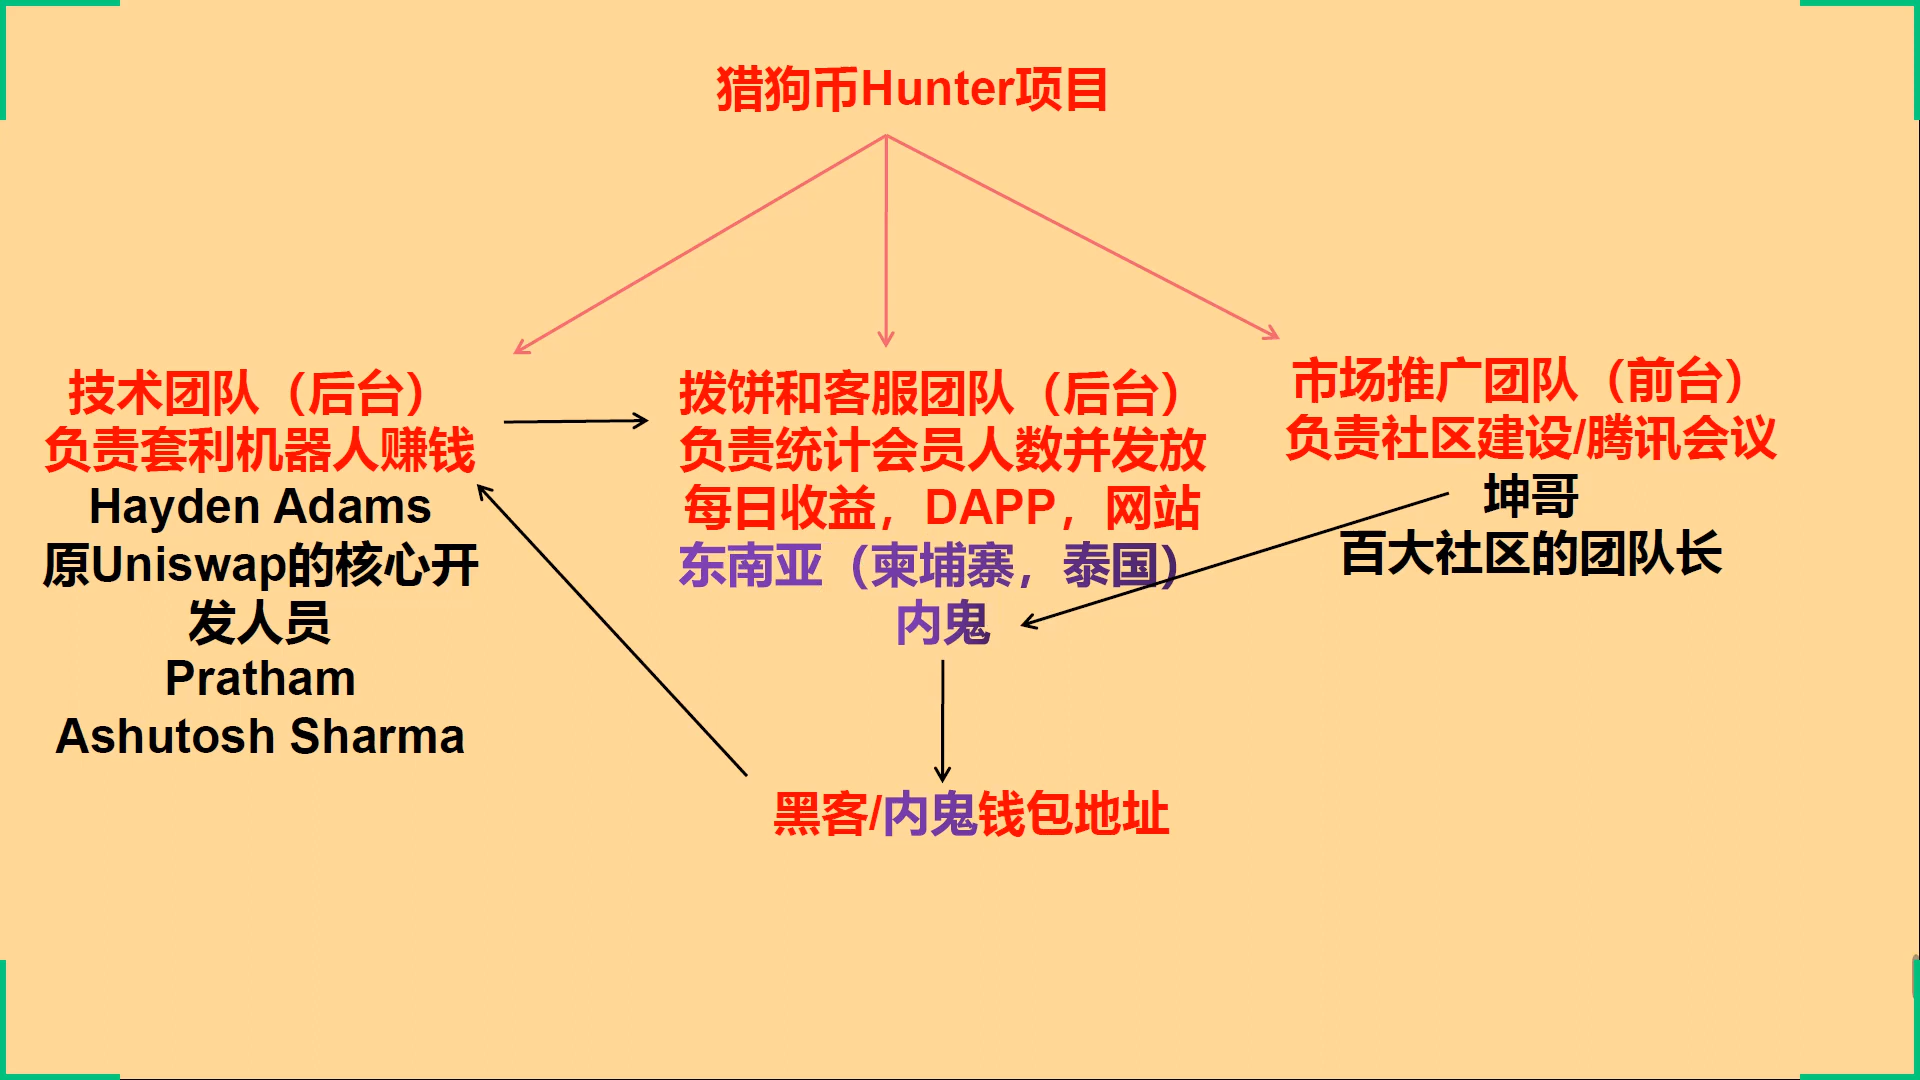 猎狗币Hunter项目
技术团队（后台）
负责套利机器人赚钱
Hayden Adams
原Uniswap的核心开
发人员
Pratham
Ashutosh Sharma
拨饼和客服团队（后台）
负责统计会员人数并发放
每日收益，DAPP，网站
东南亚（柬埔寨，泰国）
内鬼
市场推广团队（前台）
负责社区建设/腾讯会议
坤哥
百大社区的团队长
黑客/内鬼钱包地址